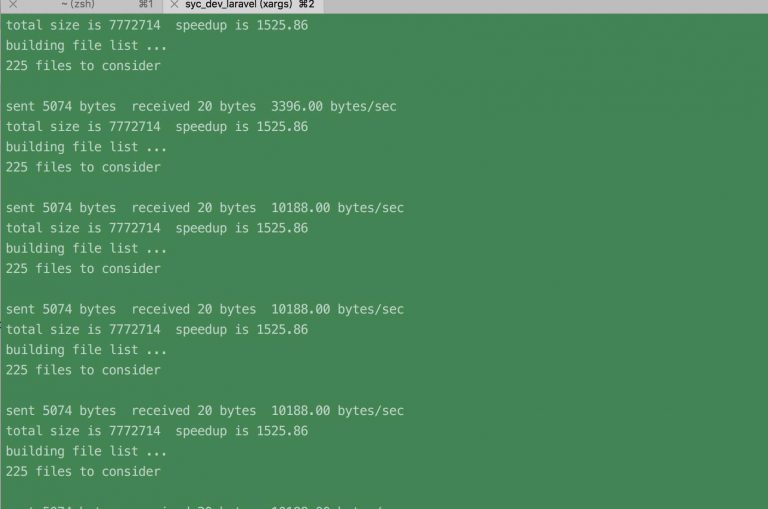 ~ (zsh) ⌘1 syc_dev_laravel (xargs) ⌘2
total size is 7772714 speedup is 1525.86
building file list ...
225 files to consider
sent 5074 bytes received 20 bytes 3396.00 bytes/sec
total size is 7772714 speedup is 1525.86
building file list ...
225 files to consider
sent 5074 bytes received 20 bytes 10188.00 bytes/sec
total size is 7772714 speedup is 1525.86
building file list ...
225 files to consider
sent 5074 bytes received 20 bytes 10188.00 bytes/sec
total size is 7772714 speedup is 1525.86
building file list ...
225 files to consider
sent 5074 bytes received 20 bytes 10188.00 bytes/sec
total size is 7772714 speedup is 1525.86
building file list ...
225 files to consider